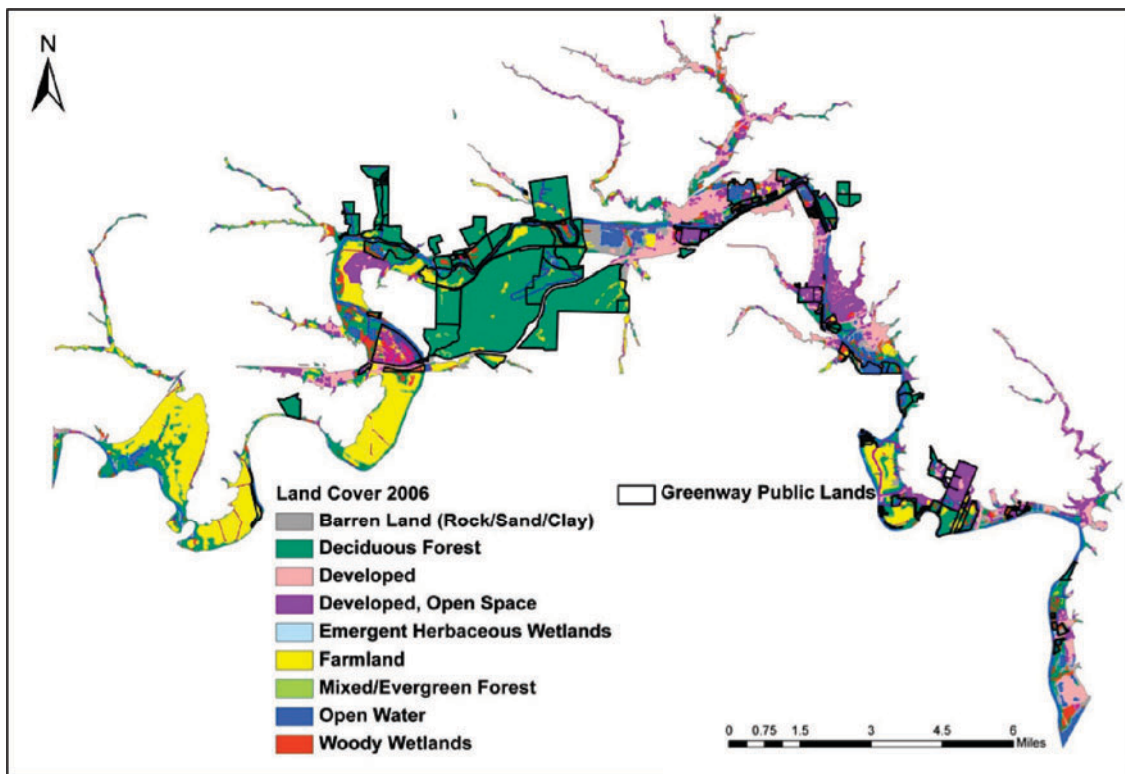 N
Land Cover 2006
Barren Land (Rock/Sand/Clay)
Deciduous Forest
Developed
Developed, Open Space
Emergent Herbaceous Wetlands
Farmland
Mixed/Evergreen Forest
Open Water
Woody Wetlands
Greenway Public Lands
0 0.75 1.5 3 4.5 6
Miles